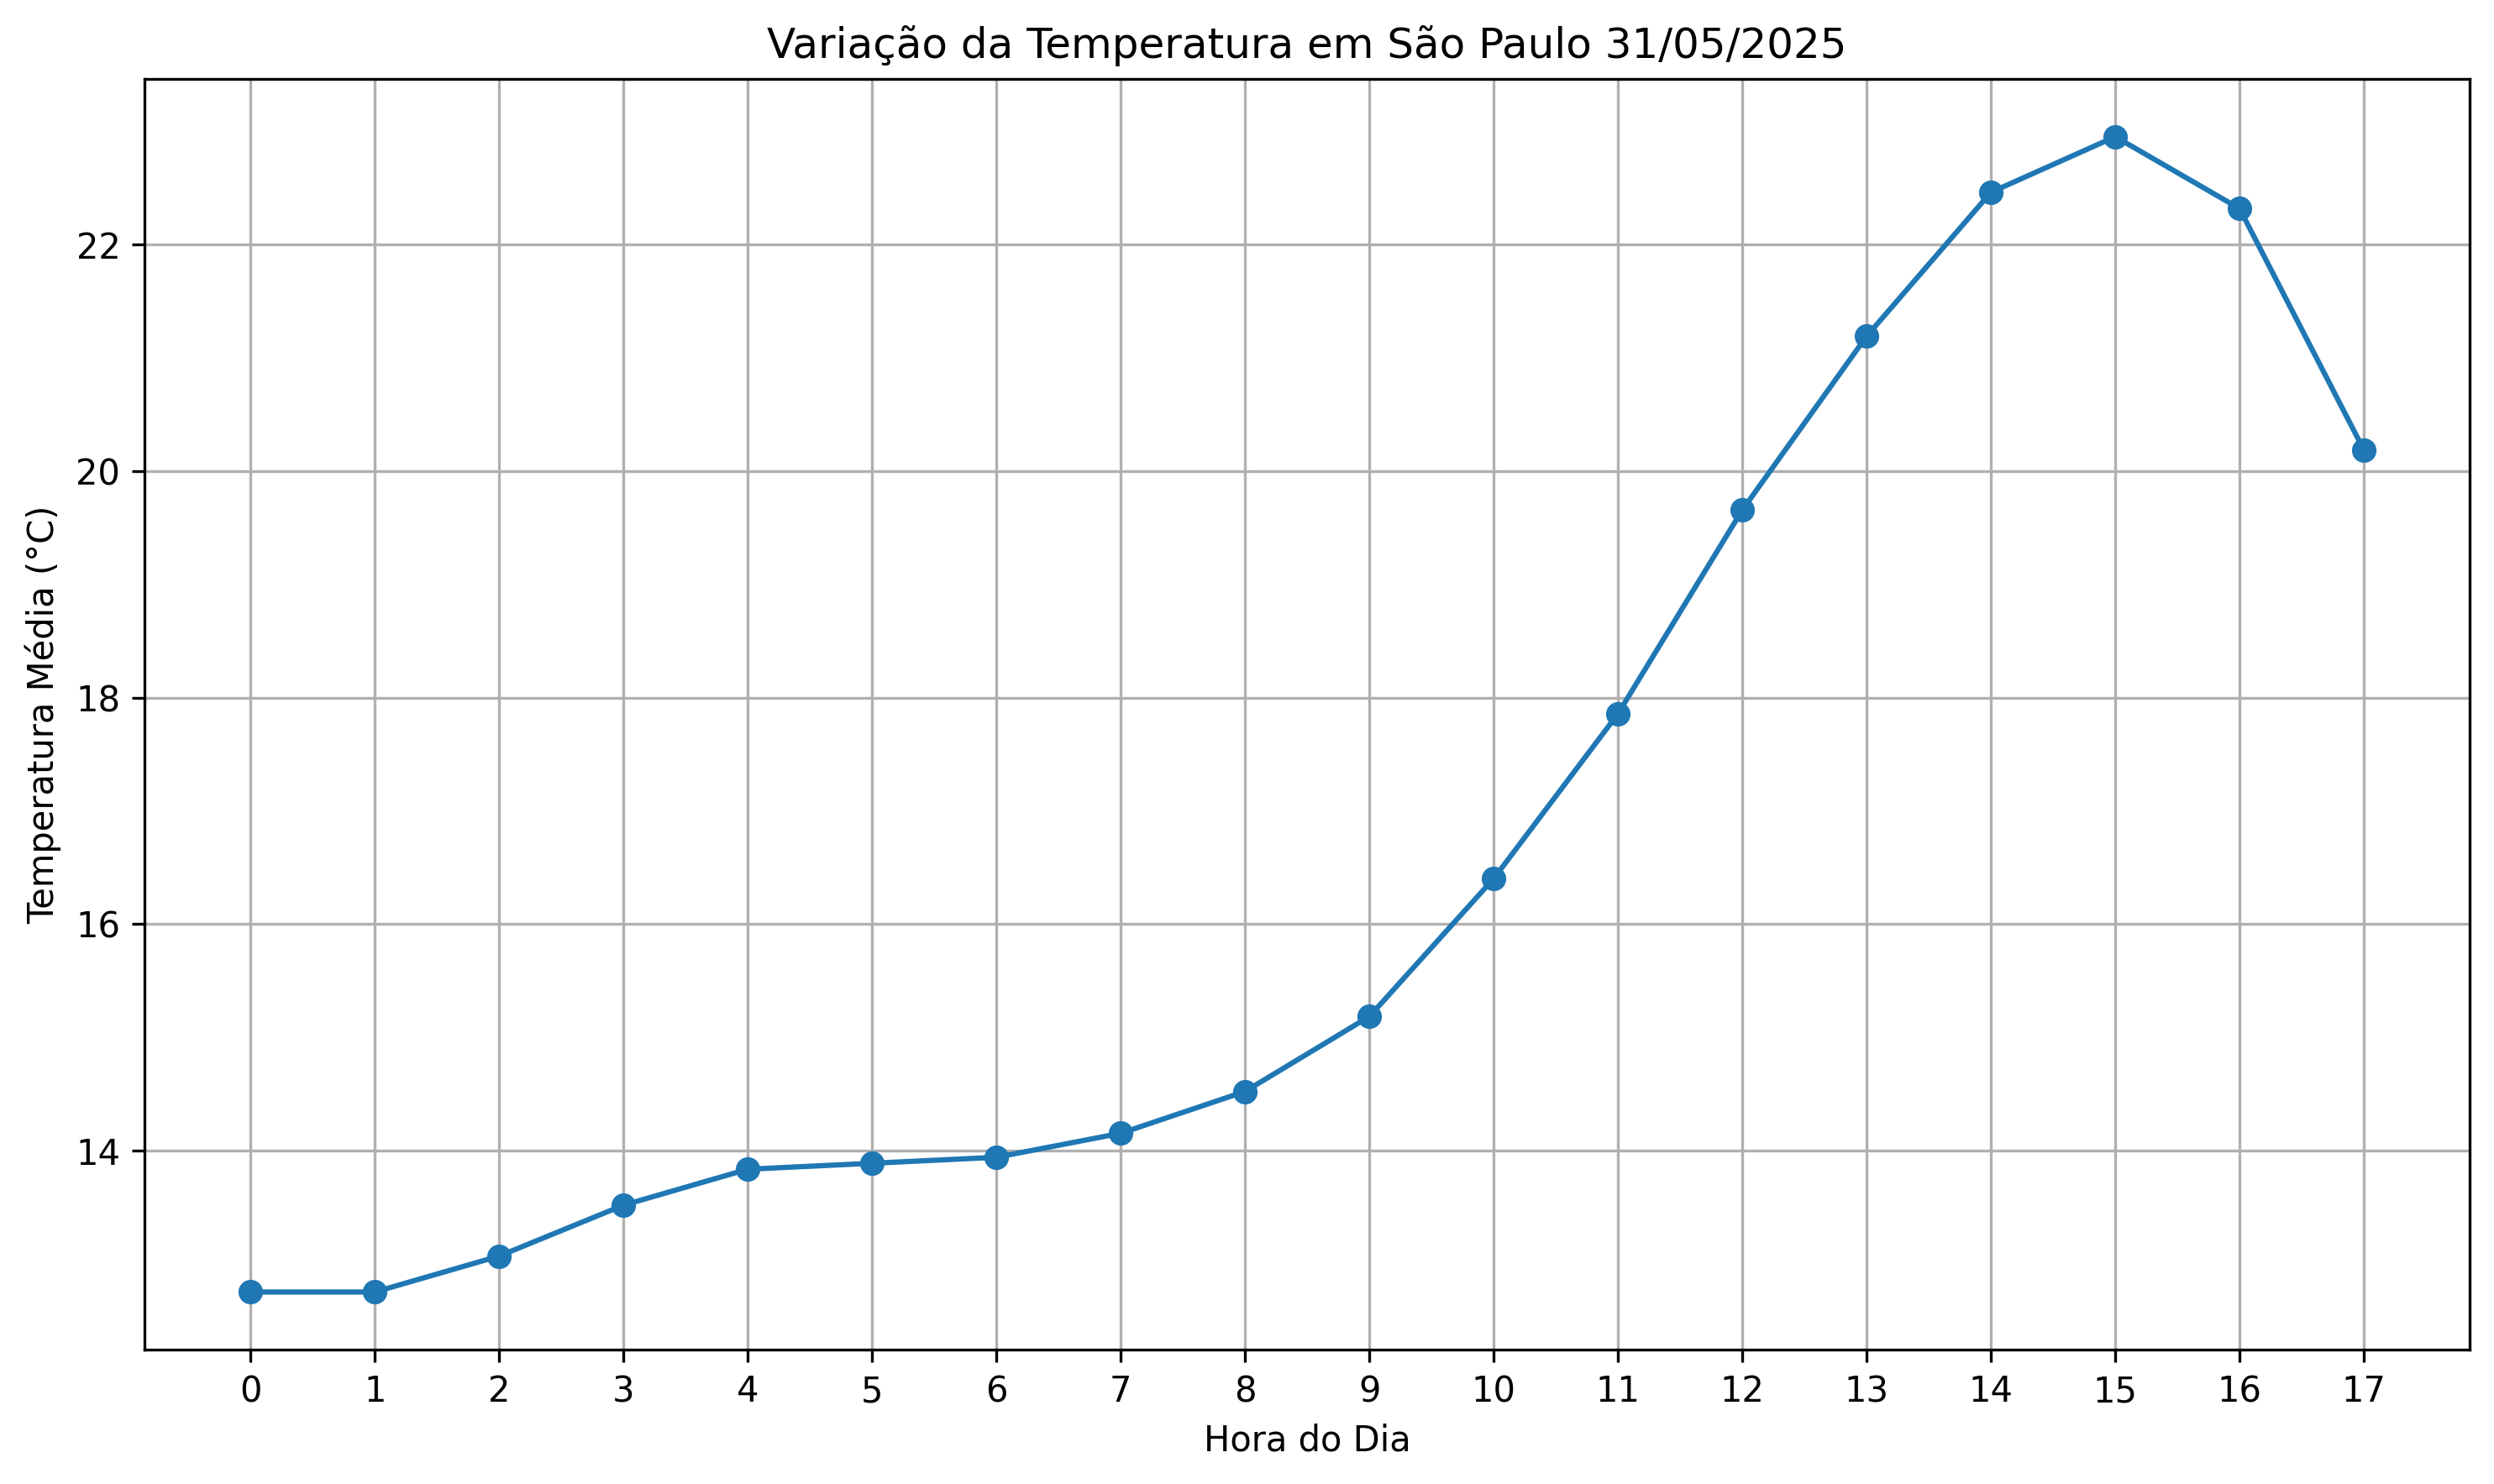 Variação da Temperatura em São Paulo 31/05/2025
Temperatura Média (°C)
22
20
18
16
14
0 1 2 3 4 5 6 7 8 9 10 11 12 13 14 15 16 17
Hora do Dia